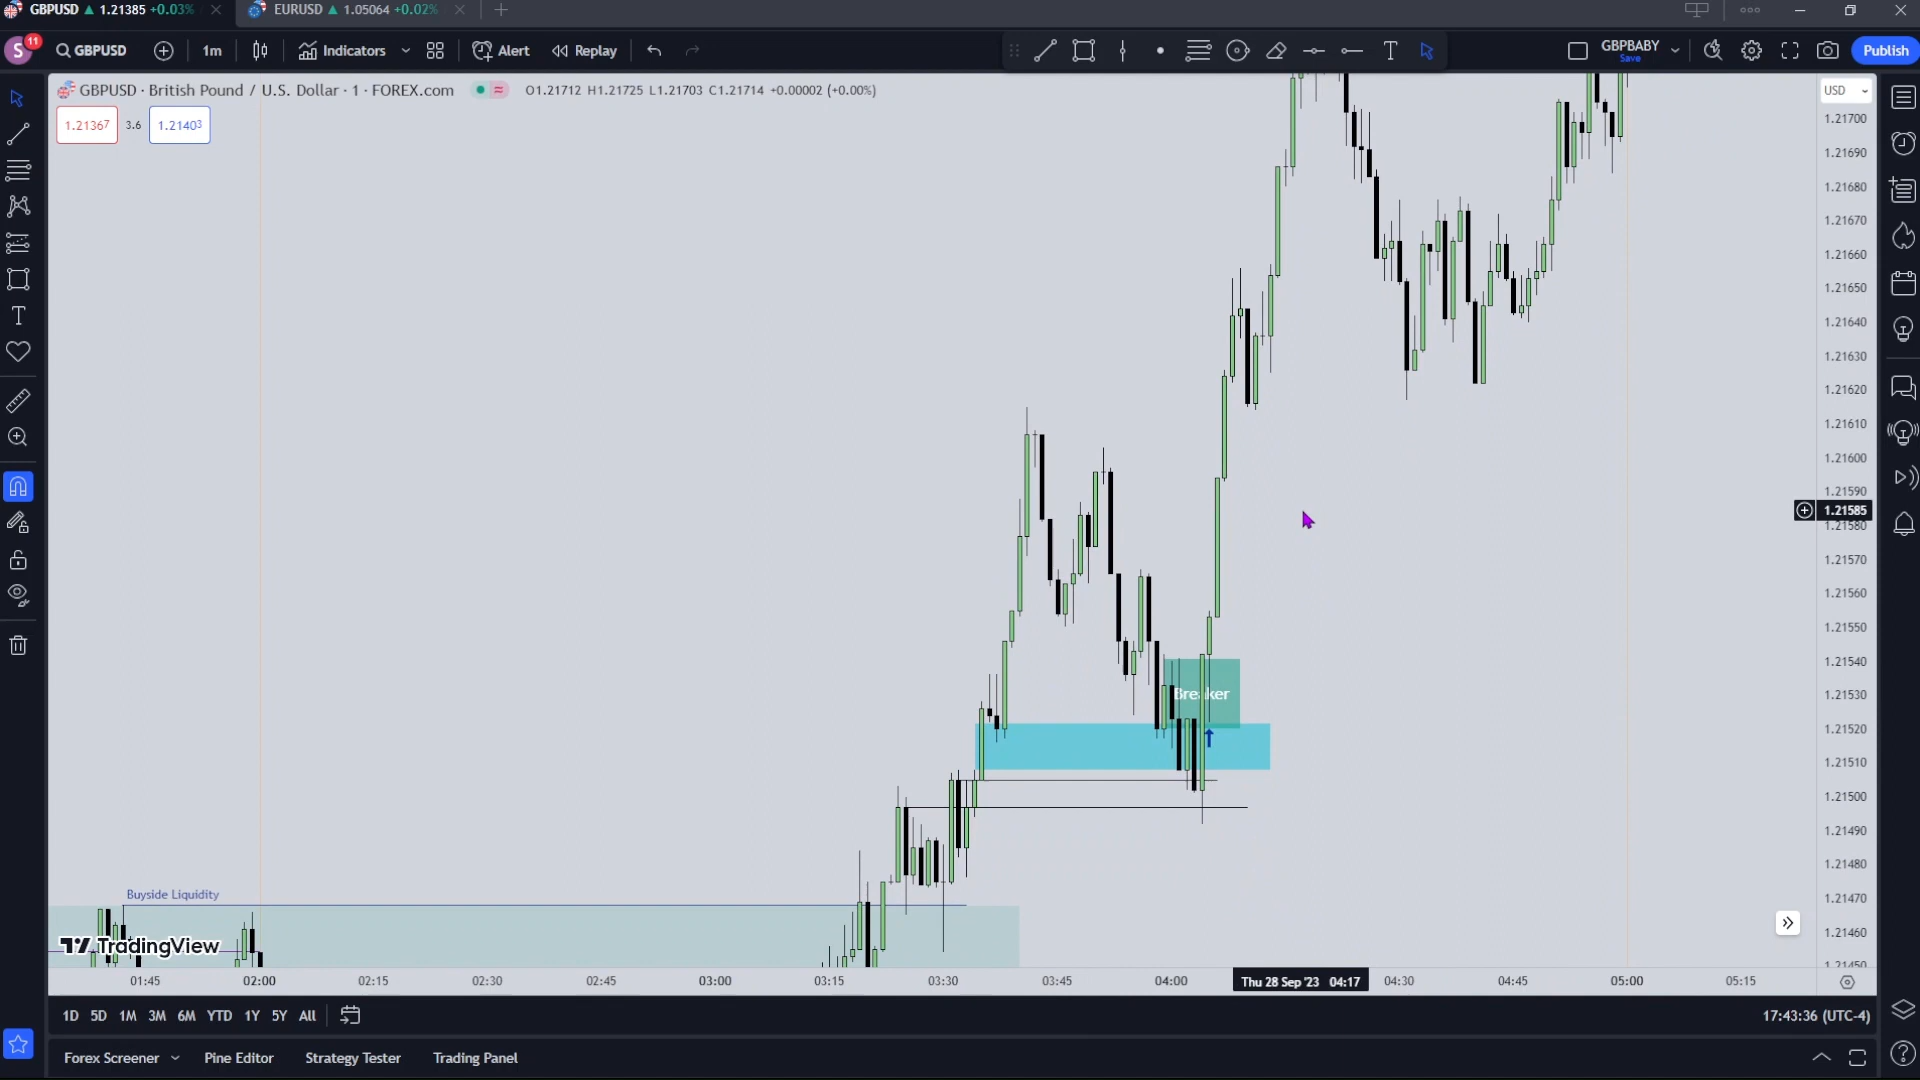 GBPUSD ▲ 1.21385 +0.03%
EURUSD ▲ 1.05064 +0.02%
S 11
GBPUSD
1m
Indicators
Alert
Replay
GBPBABY
Save
Publish
GBPUSD · British Pound / U.S. Dollar · 1 · FOREX.com
O1.21712 H1.21725 L1.21703 C1.21714 +0.00002 (+0.00%)
1.21367
3.6
1.21403
USD
1.21700
1.21690
1.21680
1.21670
1.21660
1.21650
1.21640
1.21630
1.21620
1.21610
1.21600
1.21590
1.21585
1.21580
1.21570
1.21560
1.21550
1.21540
1.21530
1.21520
1.21510
1.21500
1.21490
1.21480
1.21470
1.21460
1.21450
Breaker
Buyside Liquidity
TradingView
01:45
02:00
02:15
02:30
02:45
03:00
03:15
03:30
03:45
04:00
Thu 28 Sep '23 04:17
04:30
04:45
05:00
05:15
1D 5D 1M 3M 6M YTD 1Y 5Y All
17:43:36 (UTC-4)
Forex Screener
Pine Editor
Strategy Tester
Trading Panel